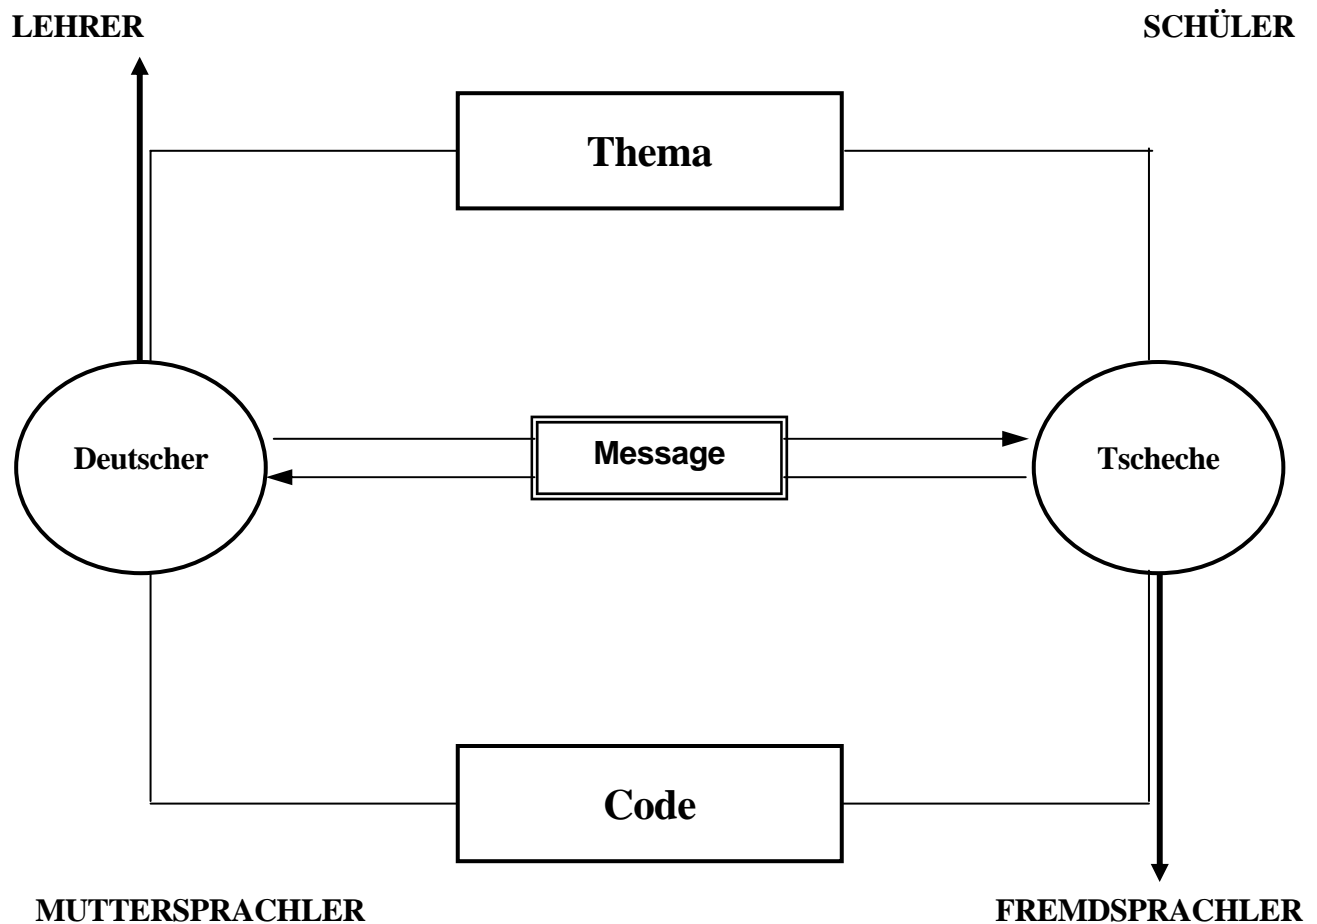 LEHRER
SCHÜLER
Thema
Deutscher
Message
Tscheche
Code
MUTTERSPRACHLER
FREMDSPRACHLER